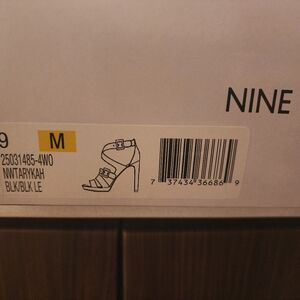 NINE
9 M
25031485-4W0
NWTARYKAH
BLK/BLK LE
7 37434 36686 9